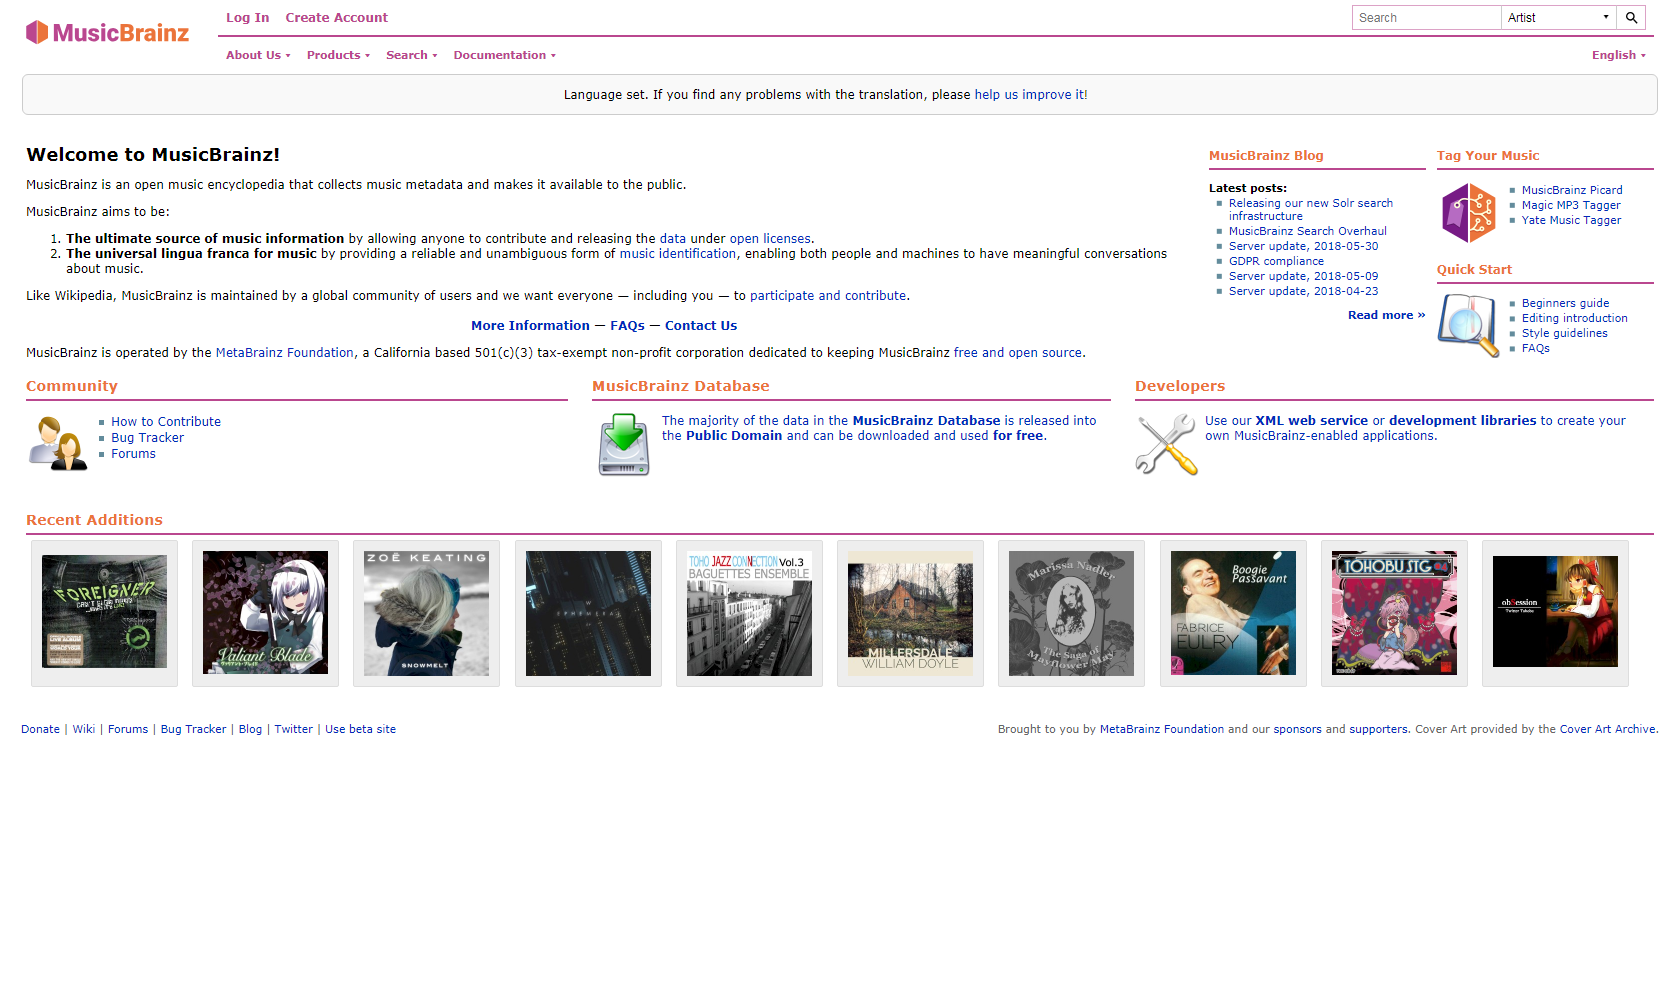 MusicBrainz
Log In Create Account
Search Artist
About Us Products Search Documentation
English
Language set. If you find any problems with the translation, please help us improve it!
Welcome to MusicBrainz!
MusicBrainz is an open music encyclopedia that collects music metadata and makes it available to the public.
MusicBrainz aims to be:
1. The ultimate source of music information by allowing anyone to contribute and releasing the data under open licenses.
2. The universal lingua franca for music by providing a reliable and unambiguous form of music identification, enabling both people and machines to have meaningful conversations
about music.
Like Wikipedia, MusicBrainz is maintained by a global community of users and we want everyone — including you — to participate and contribute.
More Information — FAQs — Contact Us
MusicBrainz is operated by the MetaBrainz Foundation, a California based 501(c)(3) tax-exempt non-profit corporation dedicated to keeping MusicBrainz free and open source.
MusicBrainz Blog
Latest posts:
Releasing our new Solr search
infrastructure
MusicBrainz Search Overhaul
Server update, 2018-05-30
GDPR compliance
Server update, 2018-05-09
Server update, 2018-04-23
Read more »
Tag Your Music
MusicBrainz Picard
Magic MP3 Tagger
Yate Music Tagger
Quick Start
Beginners guide
Editing introduction
Style guidelines
FAQs
Community
How to Contribute
Bug Tracker
Forums
MusicBrainz Database
The majority of the data in the MusicBrainz Database is released into
the Public Domain and can be downloaded and used for free.
Developers
Use our XML web service or development libraries to create your
own MusicBrainz-enabled applications.
Recent Additions
FOREIGNER
Valiant Blade
ヴァリアント・ブレイド
ZOË KEATING
SNOWMELT
EPHEMERAL
TOHO JAZZ CONNECTION Vol.3
BAGUETTES ENSEMBLE
MILLERSDALE
WILLIAM DOYLE
Marissa Nadler
The Saga of
Mayflower May
Boogie
Passavant
FABRICE
EULRY
TOHOBU STG 04
obSession
Donate | Wiki | Forums | Bug Tracker | Blog | Twitter | Use beta site
Brought to you by MetaBrainz Foundation and our sponsors and supporters. Cover Art provided by the Cover Art Archive.